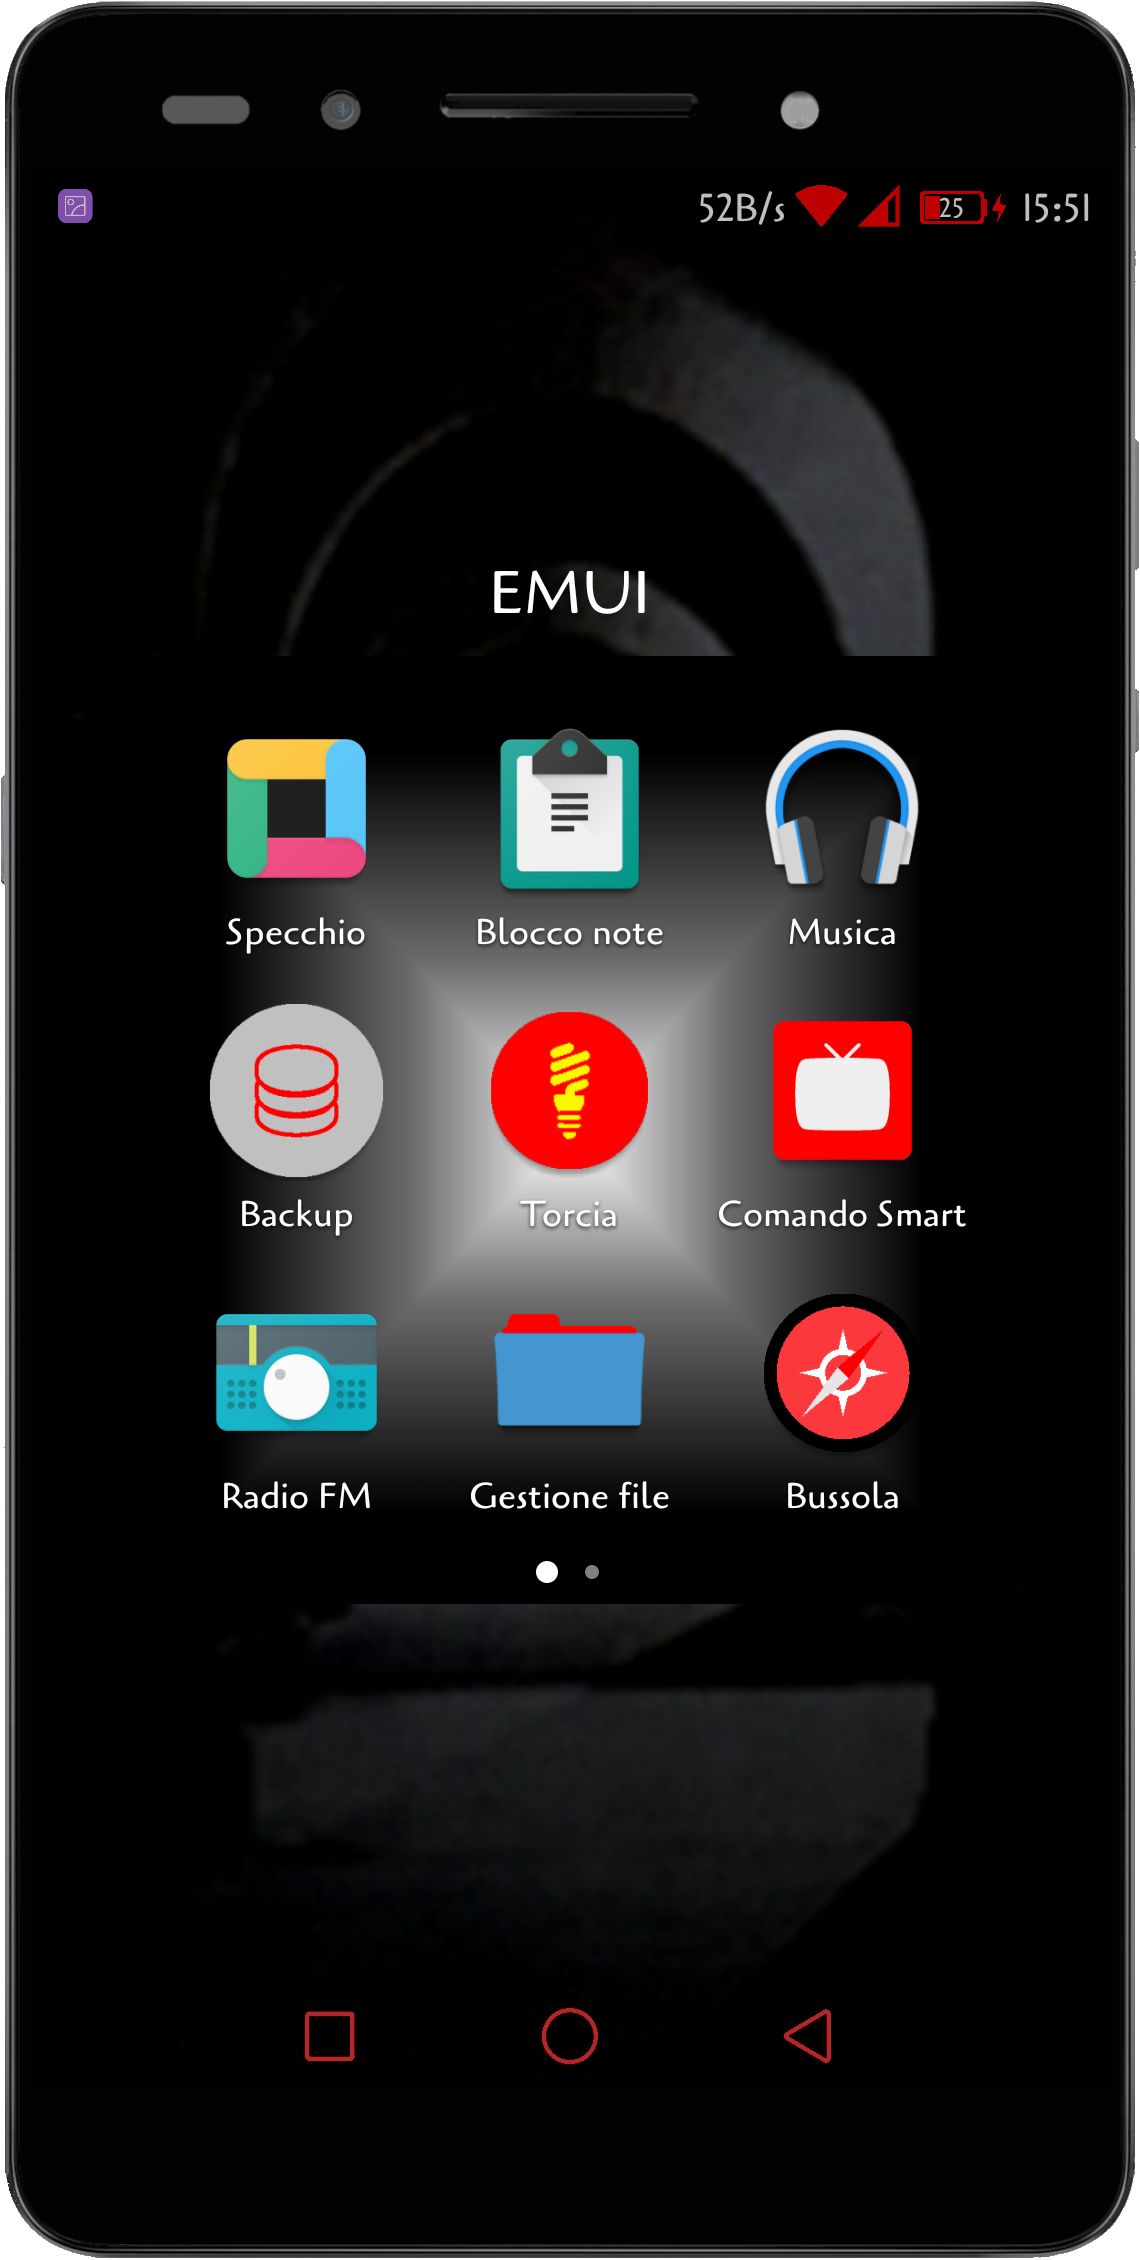 52B/s 25 15:51
EMUI
Specchio Blocco note Musica
Backup Torcia Comando Smart
Radio FM Gestione file Bussola